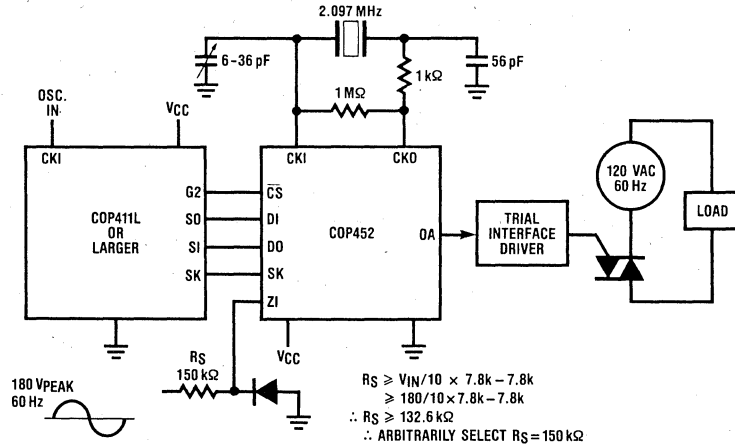 2.097 MHz
6-36 pF
56 pF
1 kΩ
1 MΩ
OSC.
IN
VCC
CKI
CKI
CKO
120 VAC
60 Hz
LOAD
G2
SO
SI
SK
COP411L
OR
LARGER
C̅S̅
DI
DO
SK
ZI
COP452
OA
TRIAL
INTERFACE
DRIVER
VCC
RS
150 kΩ
180 VPEAK
60 Hz
RS ≥ VIN/10 × 7.8k – 7.8k
≥ 180/10 × 7.8k – 7.8k
∴ RS ≥ 132.6 kΩ
∴ ARBITRARILY SELECT RS = 150 kΩ